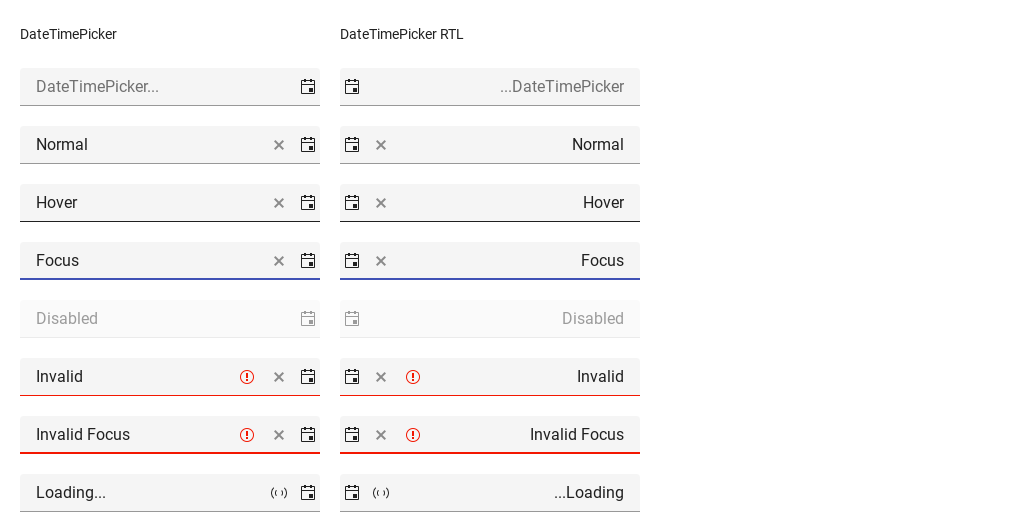 DateTimePicker
DateTimePicker RTL
DateTimePicker...
...DateTimePicker
Normal
Normal
Hover
Hover
Focus
Focus
Disabled
Disabled
Invalid
Invalid
Invalid Focus
Invalid Focus
Loading...
...Loading